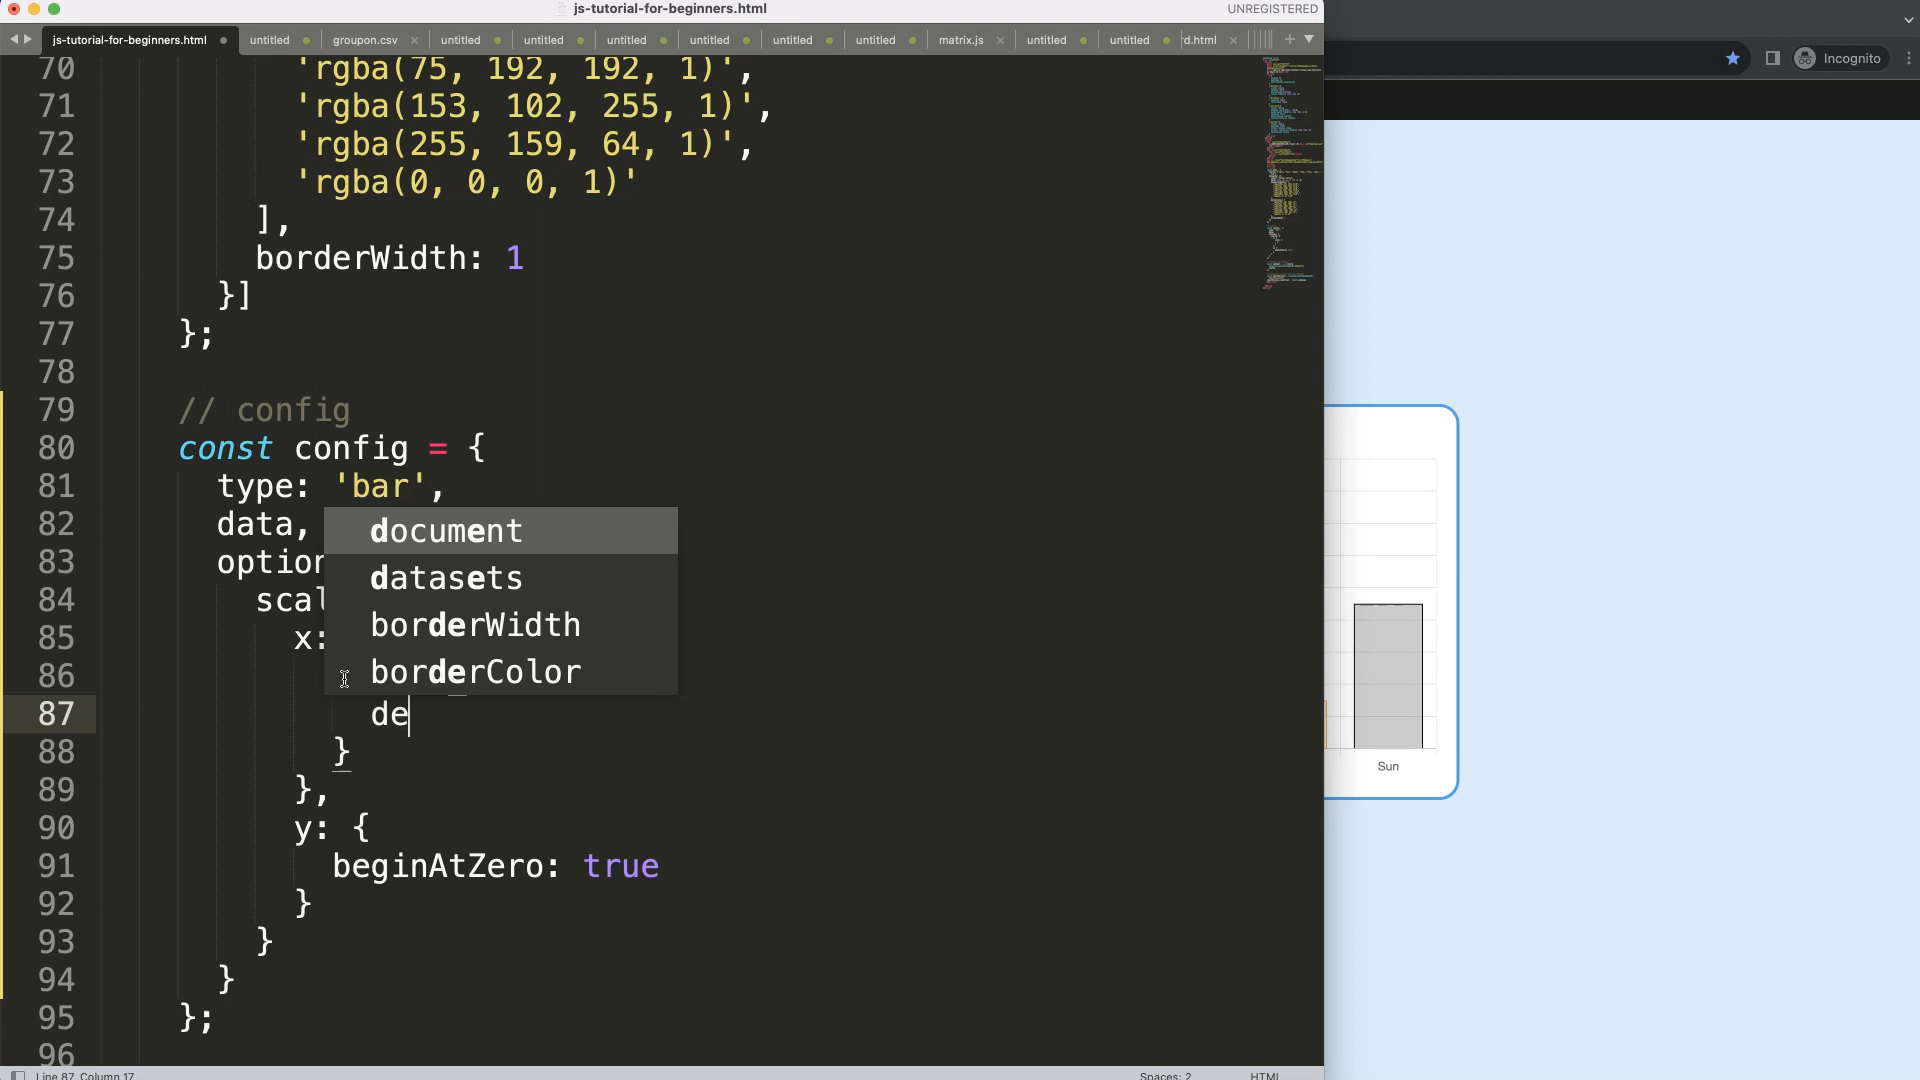 js-tutorial-for-beginners.html
UNREGISTERED
js-tutorial-for-beginners.html untitled groupon.csv untitled untitled untitled untitled untitled untitled matrix.js untitled untitled rd.html
Incognito
70 'rgba(75, 192, 192, 1)',
71 'rgba(153, 102, 255, 1)',
72 'rgba(255, 159, 64, 1)',
73 'rgba(0, 0, 0, 1)'
74 ],
75 borderWidth: 1
76 }]
77 };
78
79 // config
80 const config = {
81 type: 'bar',
82 data,
83 option
84 scal
85 x:
86
87 de
88 }
89 },
90 y: {
91 beginAtZero: true
92 }
93 }
94 }
95 };
96
document
datasets
borderWidth
borderColor
Sun
Line 87, Column 17
Spaces: 2
HTML